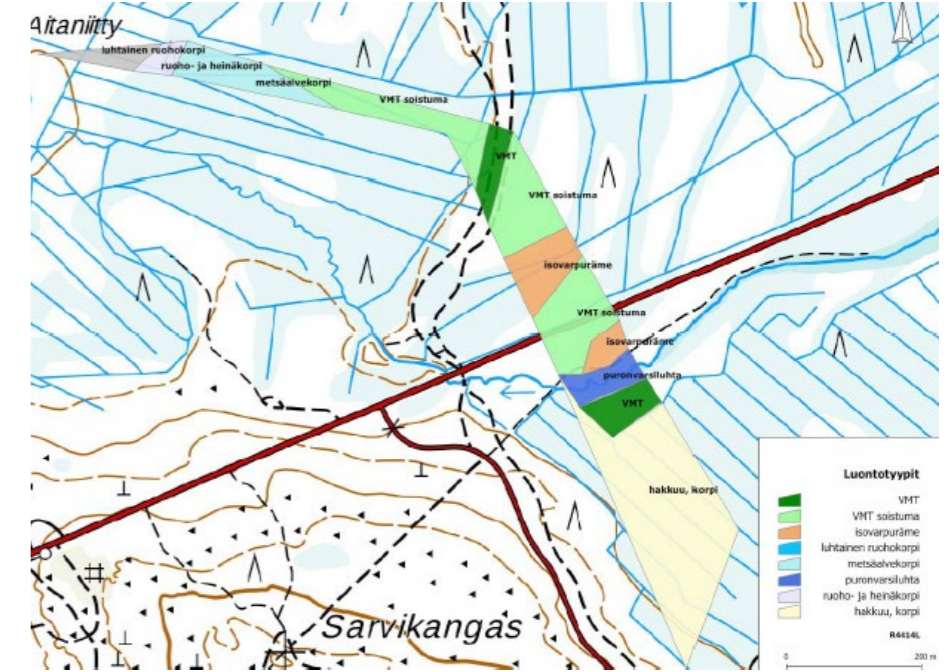 Aitaniitty
luhtainen ruohokorpi
ruoho- ja heinäkorpi
metsäalvekorpi
VMT soistuma
VMT
VMT soistuma
isovarpuräme
VMT soistuma
isovarpuräme
puronvarsiluhta
VMT
hakkuu, korpi
Sarvikangas
Luontotyypit
VMT
VMT soistuma
isovarpuräme
luhtainen ruohokorpi
metsäalvekorpi
puronvarsiluhta
ruoho- ja heinäkorpi
hakkuu, korpi
R4414L
0 200 m